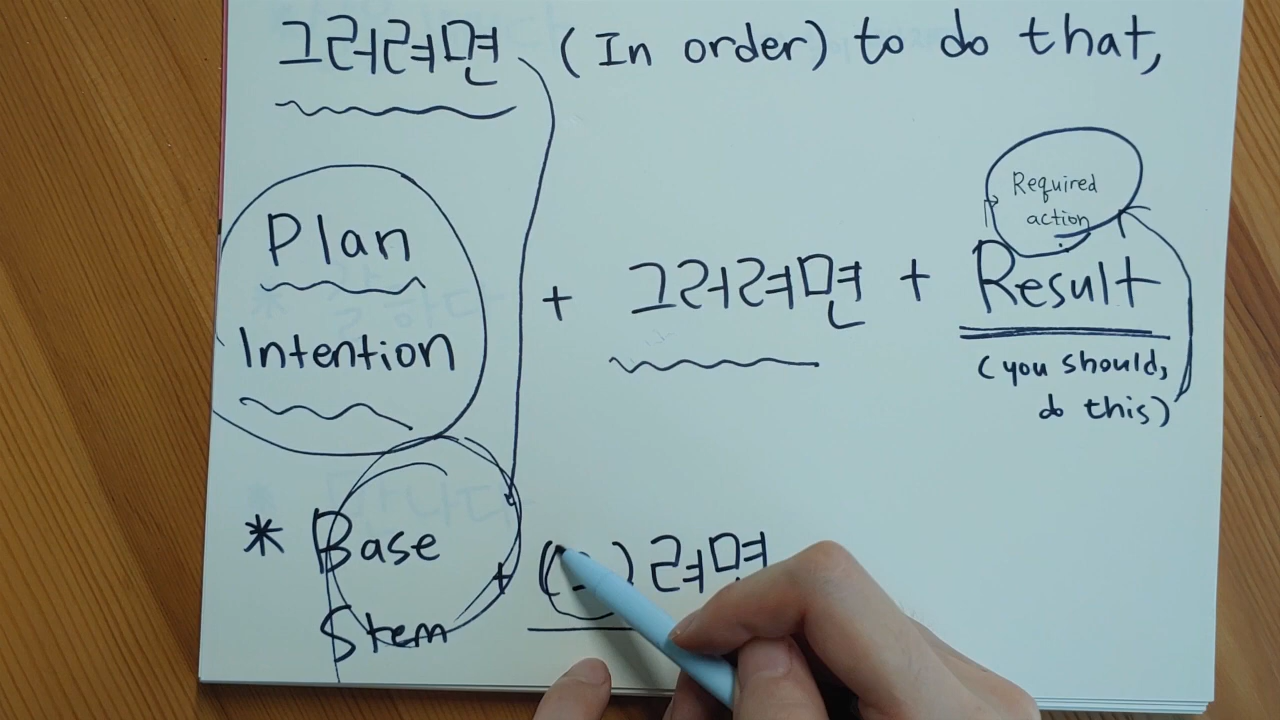 그러려면 (In order) to do that,
Required
action
Plan
Intention
+ 그러려면 + Result
(you should,
do this)
* Base
Stem
+ (으)려면